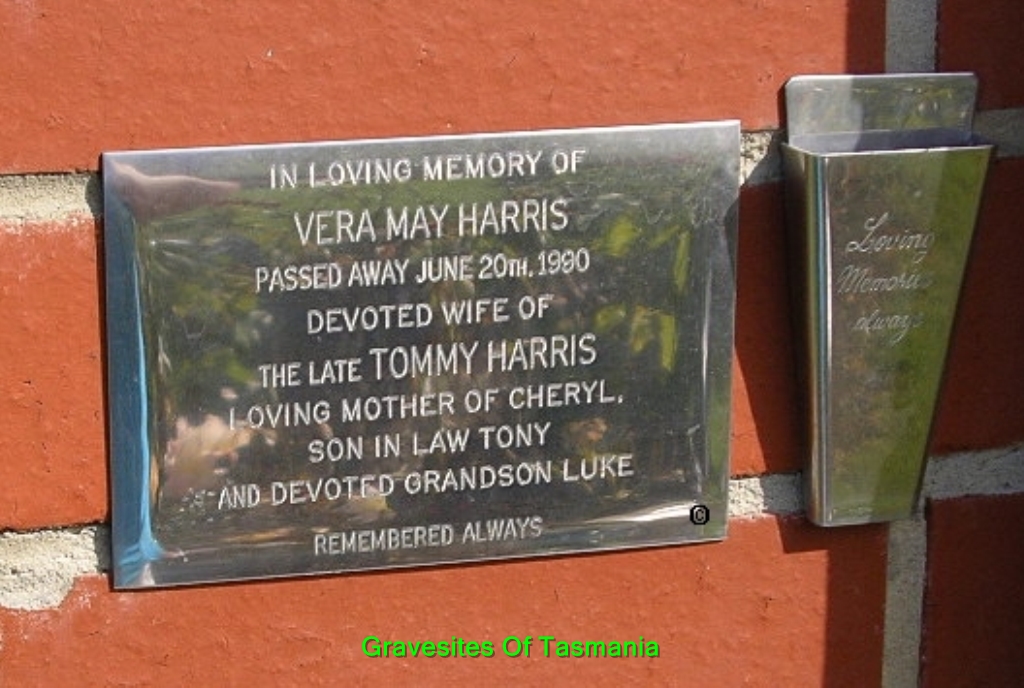 IN LOVING MEMORY OF
VERA MAY HARRIS
PASSED AWAY JUNE 20TH. 1990
DEVOTED WIFE OF
THE LATE TOMMY HARRIS
LOVING MOTHER OF CHERYL,
SON IN LAW TONY
AND DEVOTED GRANDSON LUKE
REMEMBERED ALWAYS
©
Loving
Memories
always
Gravesites Of Tasmania